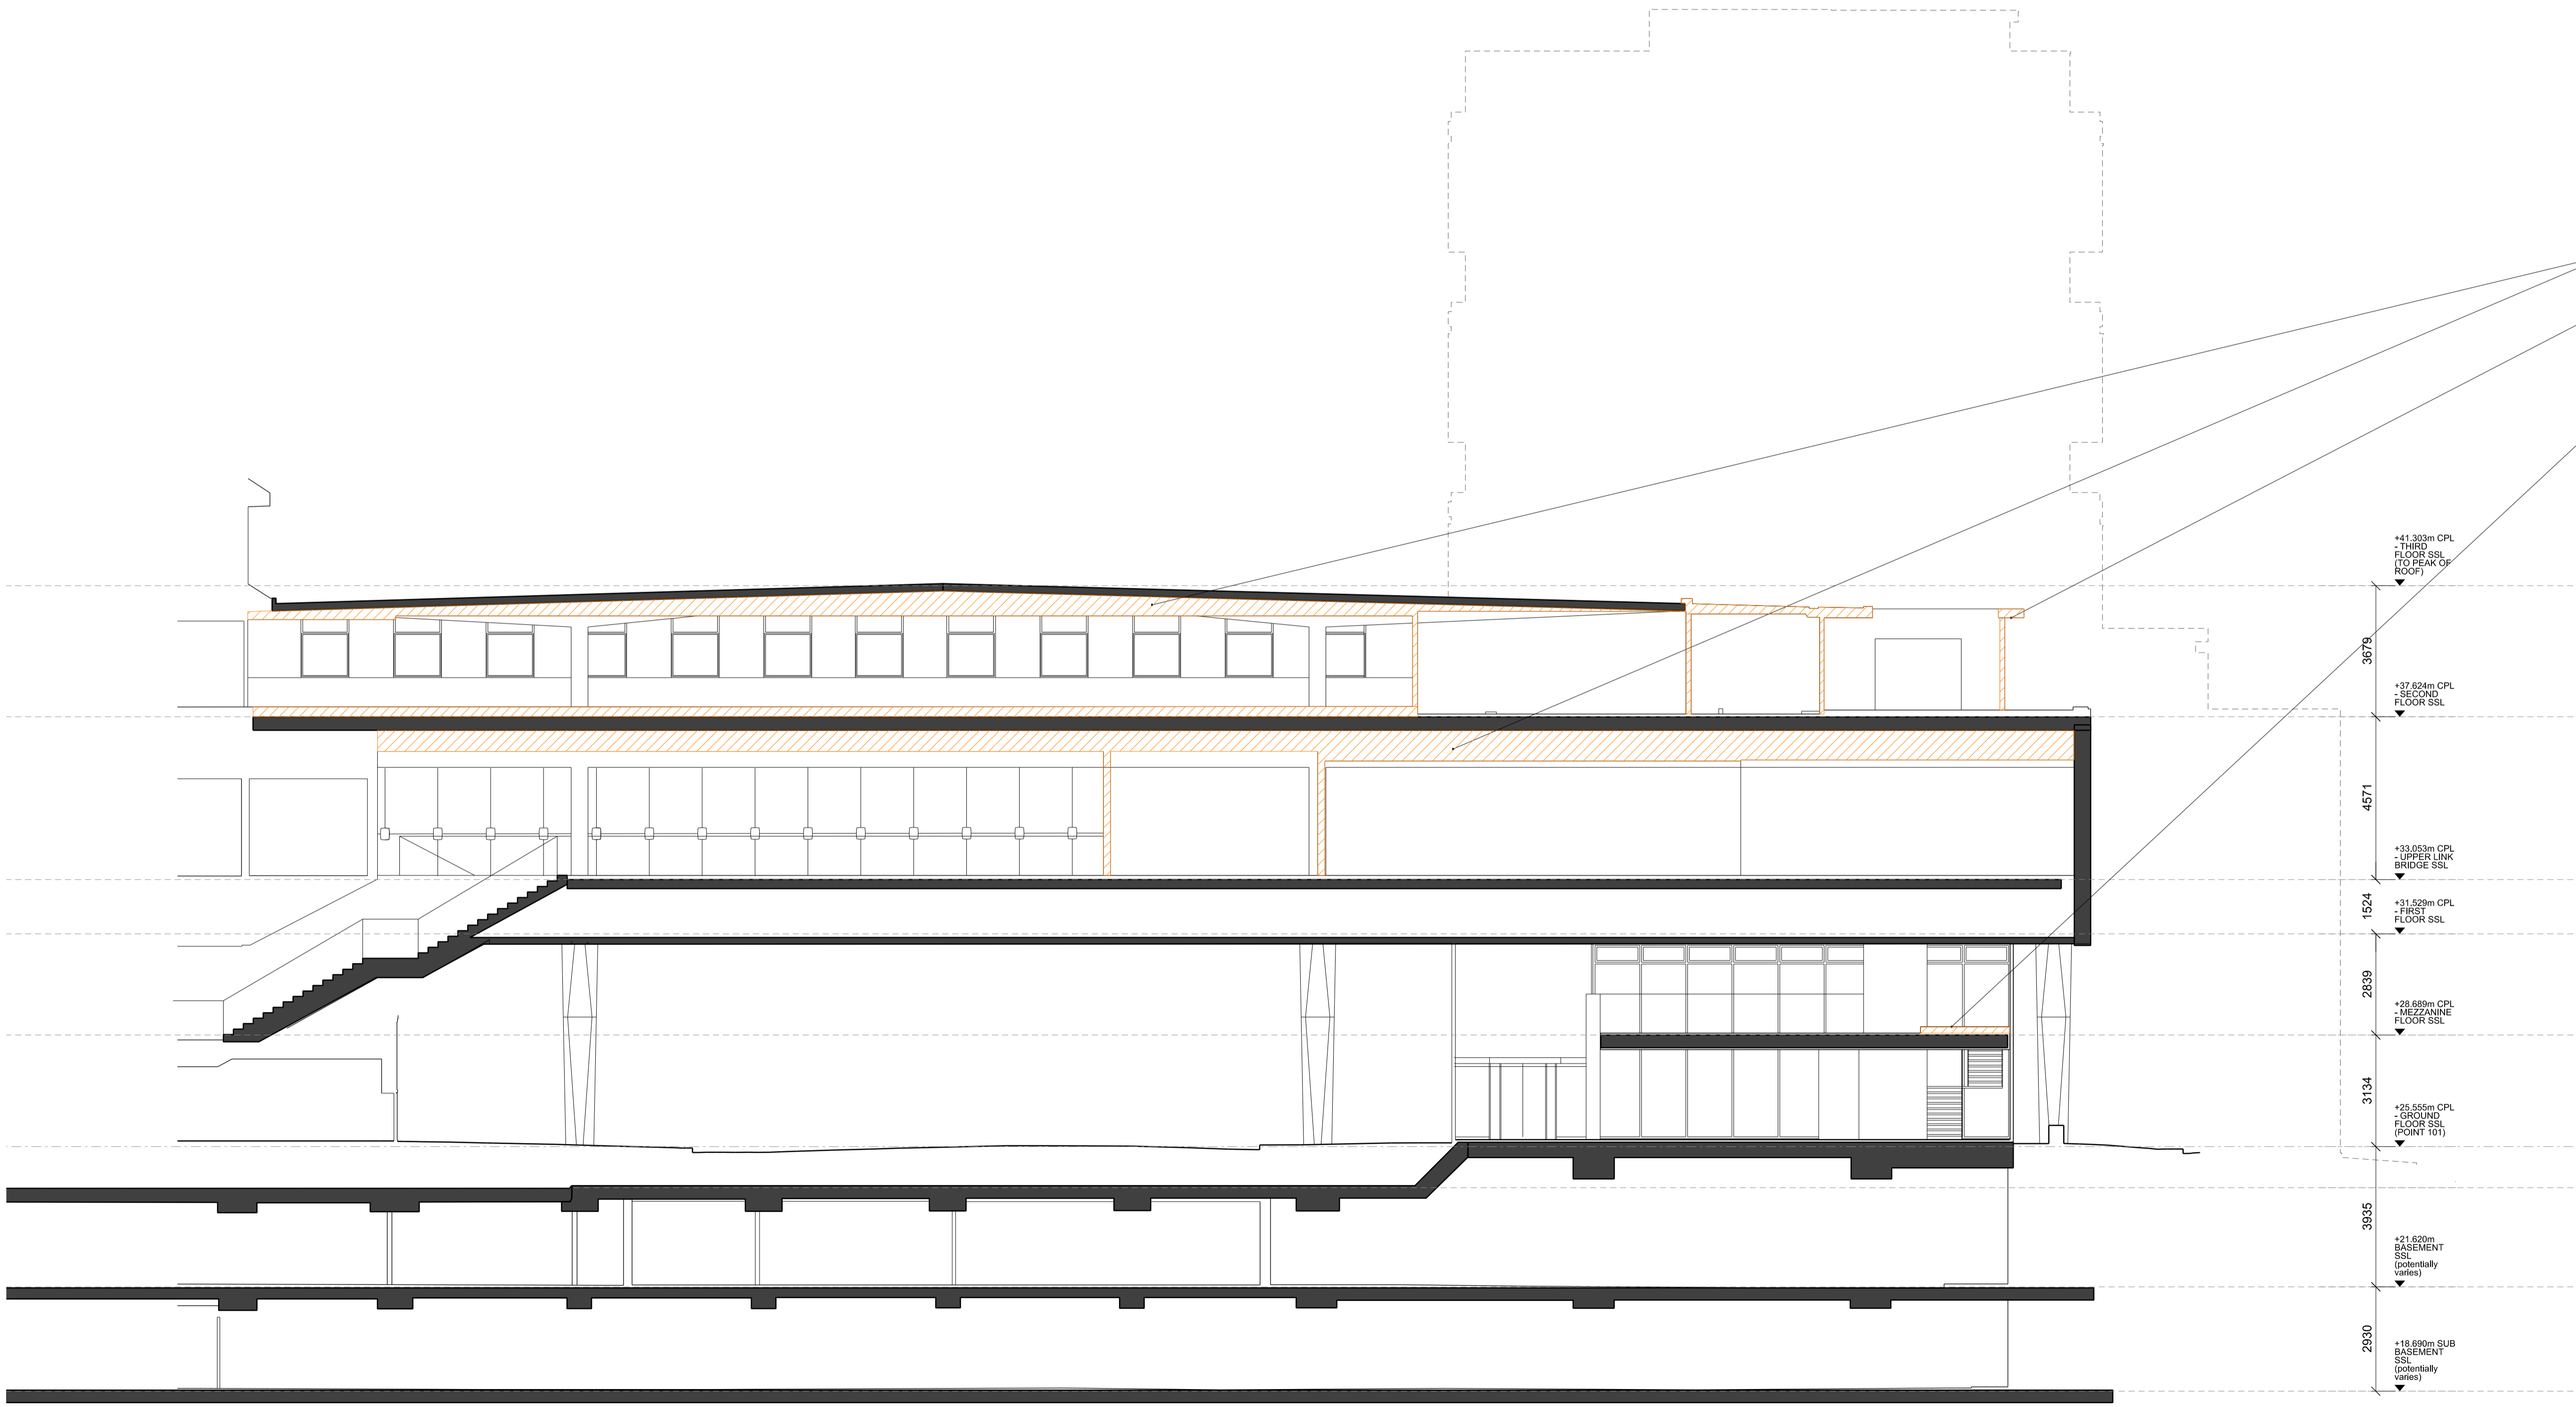 +41.303m CPL
- THIRD
FLOOR SSL
(TO PEAK OF
ROOF)
3679
+37.624m CPL
- SECOND
FLOOR SSL
4571
+33.053m CPL
- UPPER LINK
BRIDGE SSL
1524
+31.529m CPL
- FIRST
FLOOR SSL
2839
+28.689m CPL
- MEZZANINE
FLOOR SSL
3134
+25.555m CPL
- GROUND
FLOOR SSL
(POINT 101)
3935
+21.620m
BASEMENT
SSL
(potentially
varies)
2930
+18.690m SUB
BASEMENT
SSL
(potentially
varies)